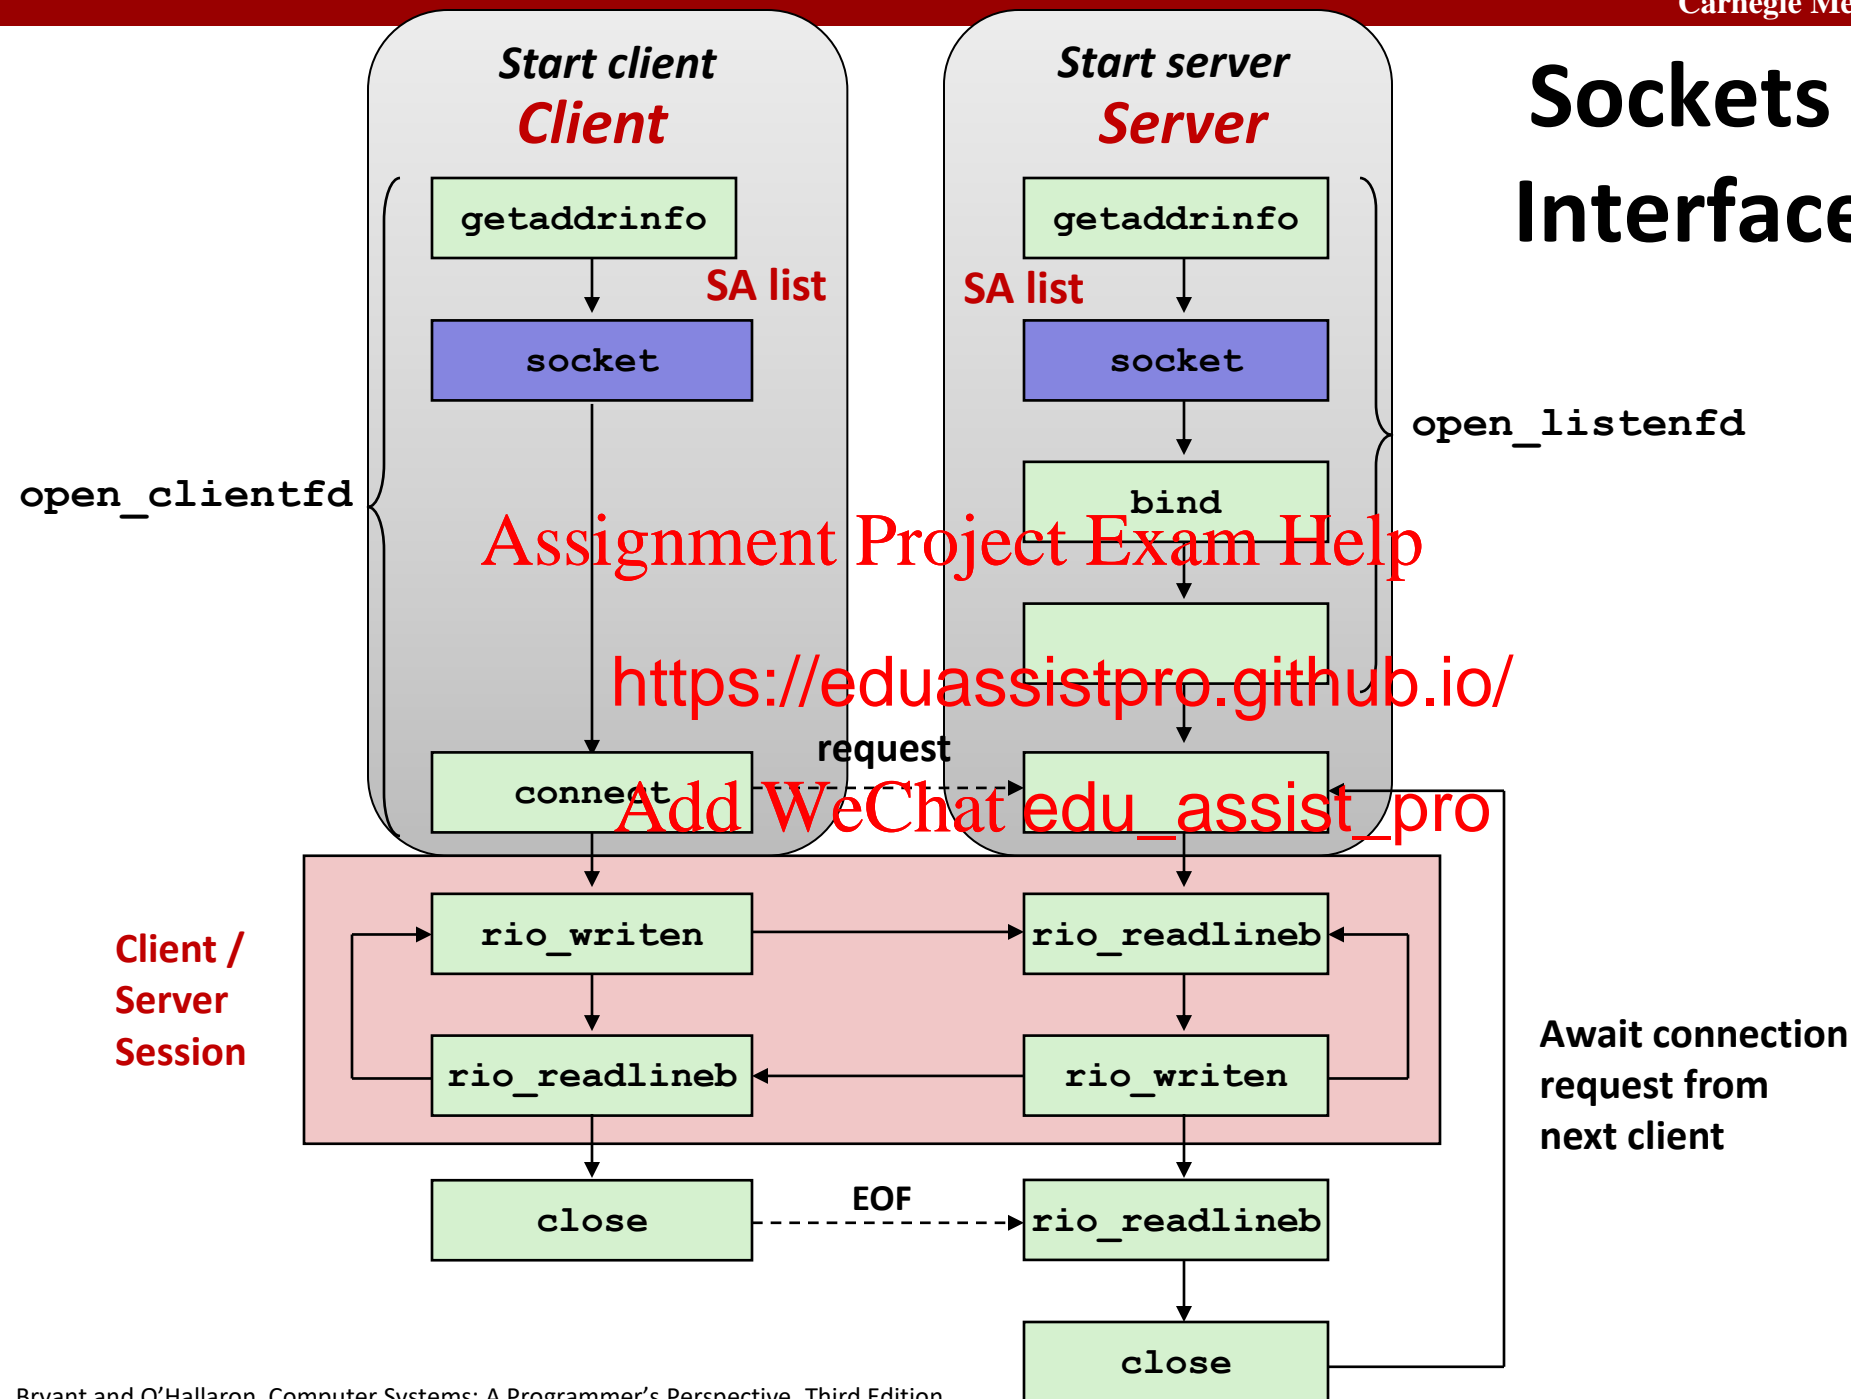 Carnegie Me
Sockets
Interface
Start client
Client
Start server
Server
getaddrinfo
getaddrinfo
SA list
SA list
socket
socket
open_listenfd
open_clientfd
bind
Assignment Project Exam Help
https://eduassistpro.github.io/
request
connect
Add WeChat edu_assist_pro
rio_writen
rio_readlineb
Client /
Server
Session
rio_readlineb
rio_writen
Await connection
request from
next client
close
EOF
rio_readlineb
close
Bryant and O'Hallaron, Computer Systems: A Programmer's Perspective, Third Edition